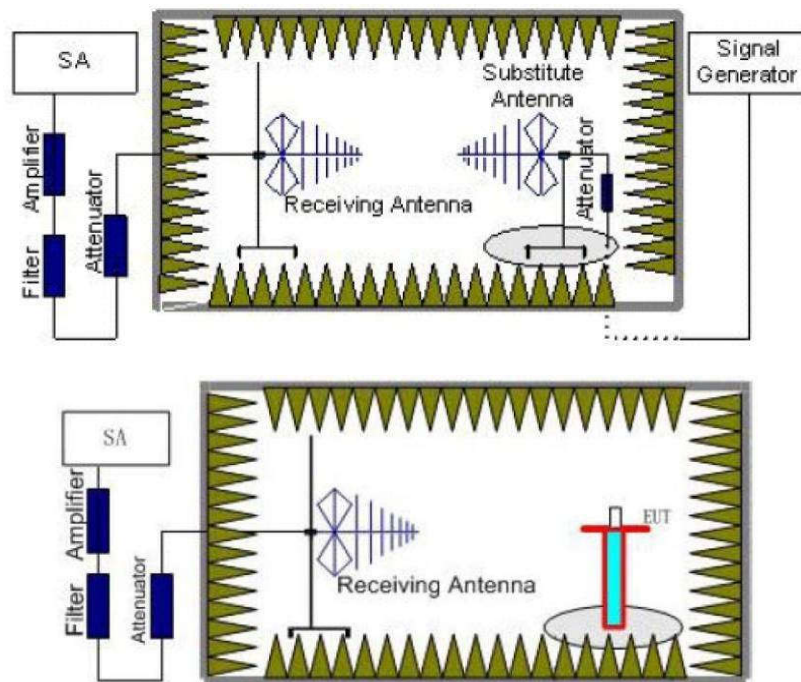 SA
Signal
Generator
Substitute
Antenna
Amplifier
Attenuator
Attenuator
Receiving Antenna
Filter
SA
EUT
Amplifier
Receiving Antenna
Filter
Attenuator